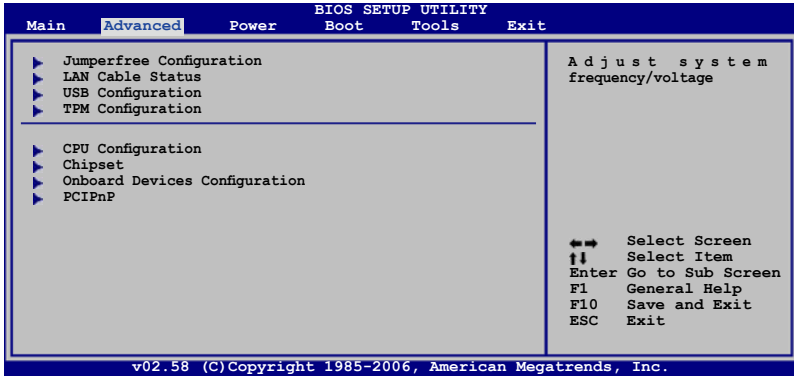 BIOS SETUP UTILITY
Main Advanced Power Boot Tools Exit
Jumperfree Configuration
LAN Cable Status
USB Configuration
TPM Configuration
CPU Configuration
Chipset
Onboard Devices Configuration
PCIPnP
Adjust system
frequency/voltage
Select Screen
Select Item
Enter Go to Sub Screen
F1 General Help
F10 Save and Exit
ESC Exit
v02.58 (C)Copyright 1985-2006, American Megatrends, Inc.